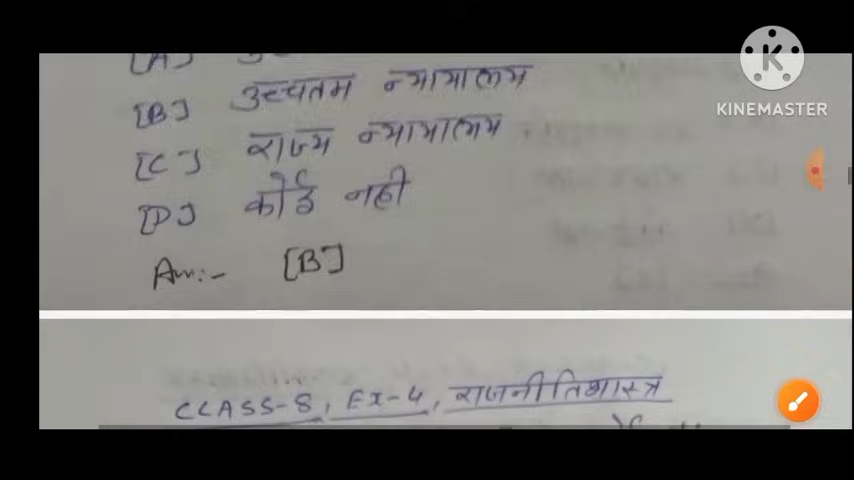 [A]
[B] उच्चतम न्यायालय
[C] राज्य न्यायालय
[D] कोई नही
Ans:- [B]
CLASS-8, Ex-4, राजनीतिशास्त्र
KINEMASTER